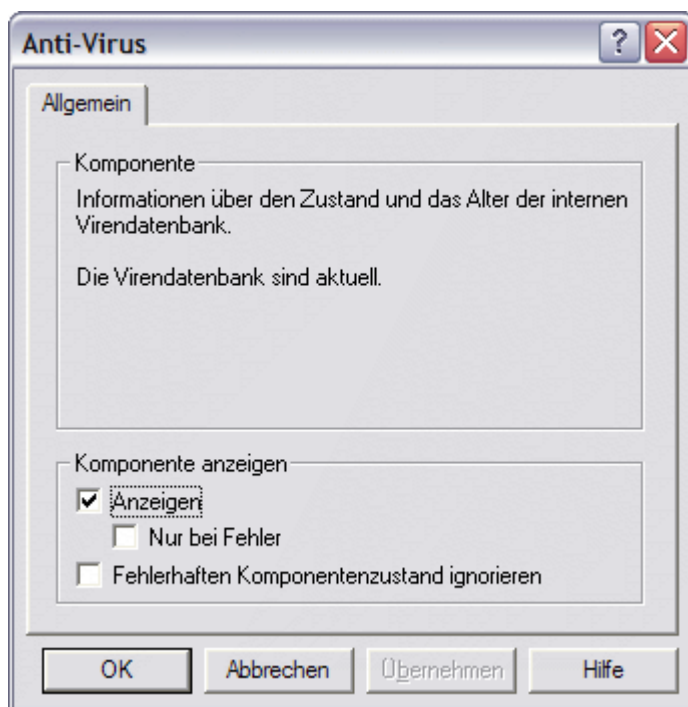 Anti-Virus
?
Allgemein
Komponente
Informationen über den Zustand und das Alter der internen
Virendatenbank.
Die Virendatenbank sind aktuell.
Komponente anzeigen
Anzeigen
Nur bei Fehler
Fehlerhaften Komponentenzustand ignorieren
OK
Abbrechen
Übernehmen
Hilfe